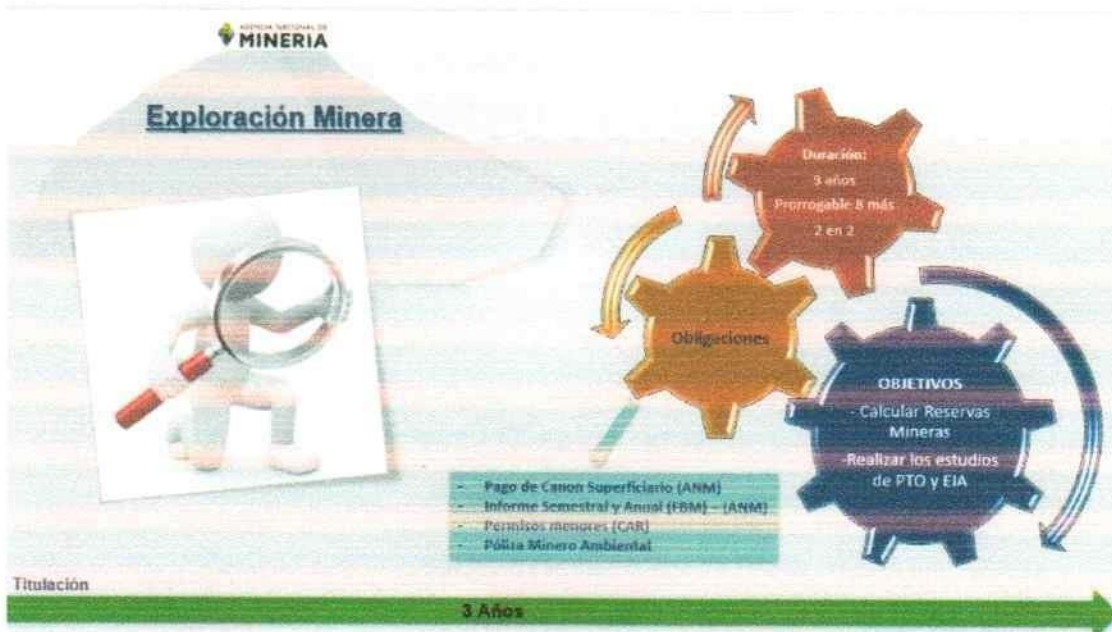 AGENCIA NACIONAL DE
MINERIA
Exploración Minera
Duración:
3 años
Prorrogable 8 más
2 en 2
Obligaciones
OBJETIVOS
- Calcular Reservas
Mineras
-Realizar los estudios
de PTO y EIA
- Pago de Canon Superficiario (ANM)
- Informe Semestral y Anual (FBM) – (ANM)
- Permisos menores (CAR)
- Póliza Minero Ambiental
Titulación
3 Años